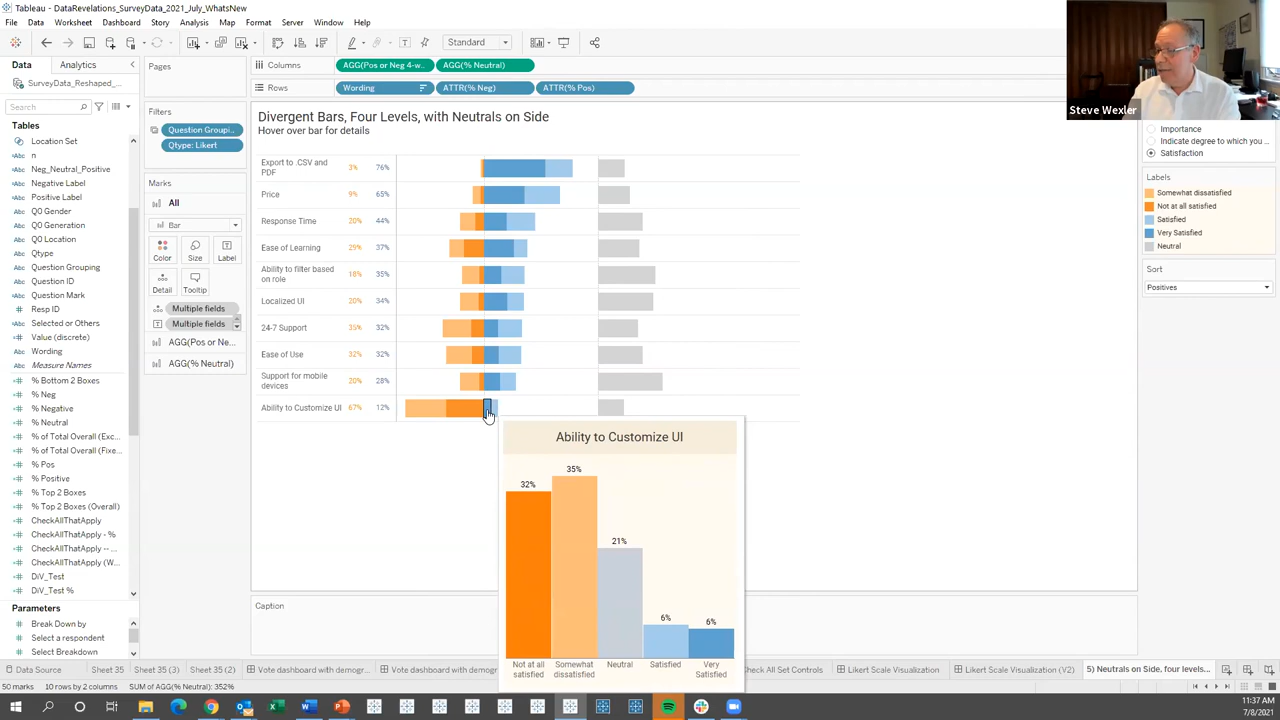 Tableau - DataRevelations_SurveyData_2021_July_WhatsNew
File Data Worksheet Dashboard Story Analysis Map Format Server Window Help
Standard
Steve Wexler
Data Analytics
SurveyData_Reshaped_...
Search
Tables
Location Set
n
Neg_Neutral_Positive
Negative Label
Positive Label
Q0 Gender
Q0 Generation
Q0 Location
Qtype
Question Grouping
Question ID
Question Mark
Resp ID
Selected or Others
Value (discrete)
Wording
Measure Names
% Bottom 2 Boxes
% Neg
% Negative
% Neutral
% of Total Overall (Exc...
% of Total Overall (Fixe...
% Pos
% Positive
% Top 2 Boxes
% Top 2 Boxes (Overall)
CheckAllThatApply
CheckAllThatApply - %
CheckAllThatApply -- ...
CheckAllThatApply (W...
DiV_Test
DiV_Test %
Parameters
Break Down by
Select a respondent
Select Breakdown
Pages
Filters
Question Groupi..
Qtype: Likert
Marks
All
Bar
Color Size Label
Detail Tooltip
Multiple fields
Multiple fields
AGG(Pos or Ne...
AGG(% Neutral)
Columns AGG(Pos or Neg 4-w.. AGG(% Neutral)
Rows Wording ATTR(% Neg) ATTR(% Pos)
Divergent Bars, Four Levels, with Neutrals on Side
Hover over bar for details
Export to .CSV and PDF 3% 76%
Price 9% 65%
Response Time 20% 44%
Ease of Learning 29% 37%
Ability to filter based on role 18% 35%
Localized UI 20% 34%
24-7 Support 35% 32%
Ease of Use 32% 32%
Support for mobile devices 20% 28%
Ability to Customize UI 67% 12%
Ability to Customize UI
32% 35% 21% 6% 6%
Not at all satisfied Somewhat dissatisfied Neutral Satisfied Very Satisfied
Caption
Importance
Indicate degree to which you ...
Satisfaction
Labels
Somewhat dissatisfied
Not at all satisfied
Satisfied
Very Satisfied
Neutral
Sort
Positives
Data Source Sheet 35 Sheet 35 (3) Sheet 35 (2) Vote dashboard with demogr... Vote dashboard with demog heck All Set Controls Likert Scale Visualization Likert Scale Visualization (V2) 5) Neutrals on Side, four levels...
50 marks 10 rows by 2 columns SUM of AGG(% Neutral): 352%
11:37 AM
7/8/2021